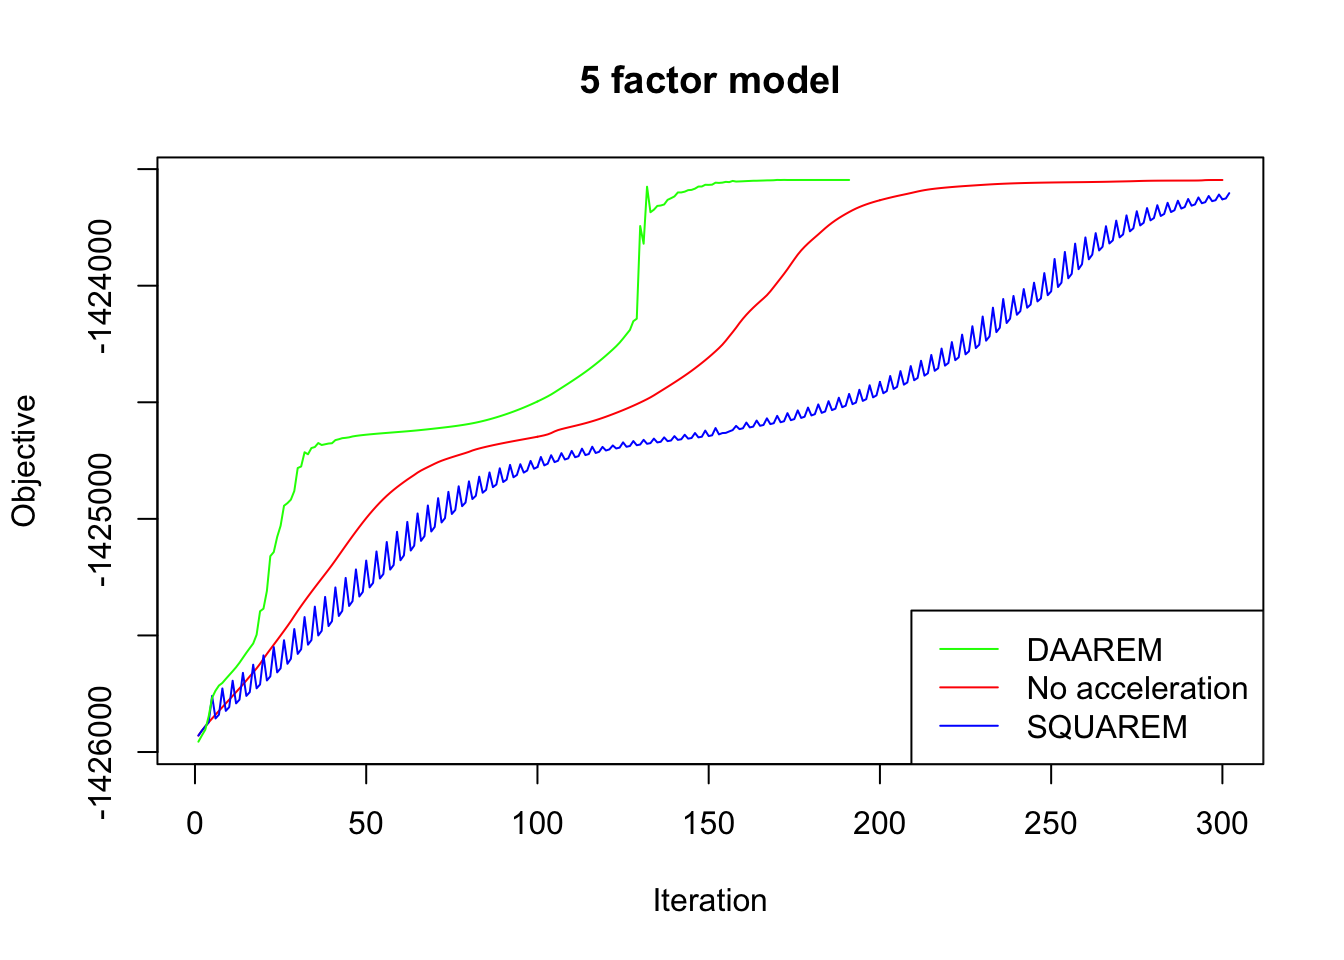 5 factor model
Objective
-1424000
-1425000
-1426000
DAAREM
No acceleration
SQUAREM
0 50 100 150 200 250 300
Iteration